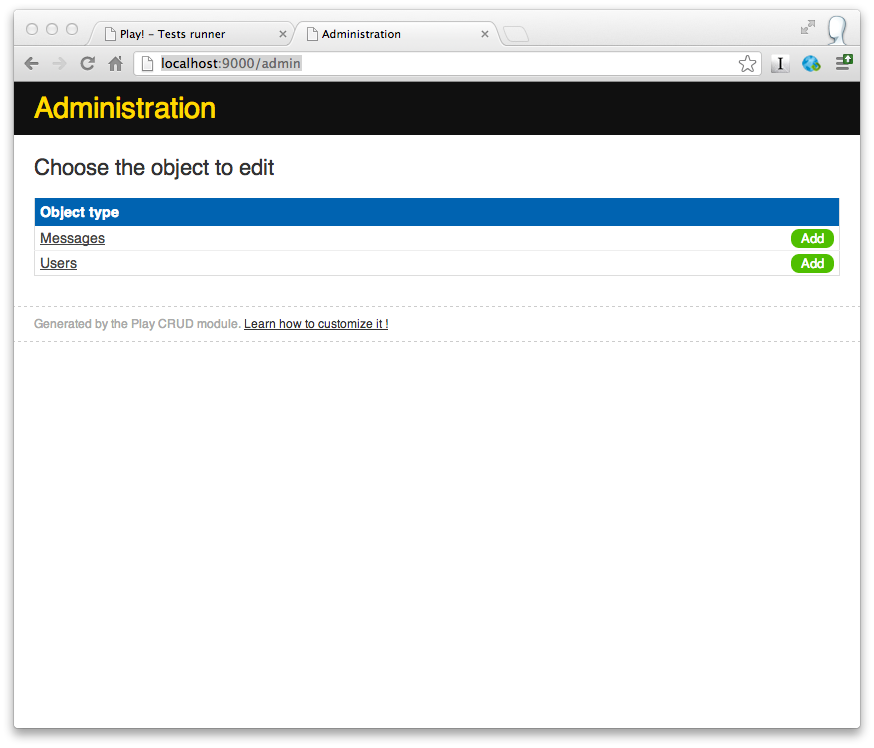 Play! – Tests runner
Administration
localhost:9000/admin
I
Administration
Choose the object to edit
Object type
Messages Add
Users Add
Generated by the Play CRUD module. Learn how to customize it !